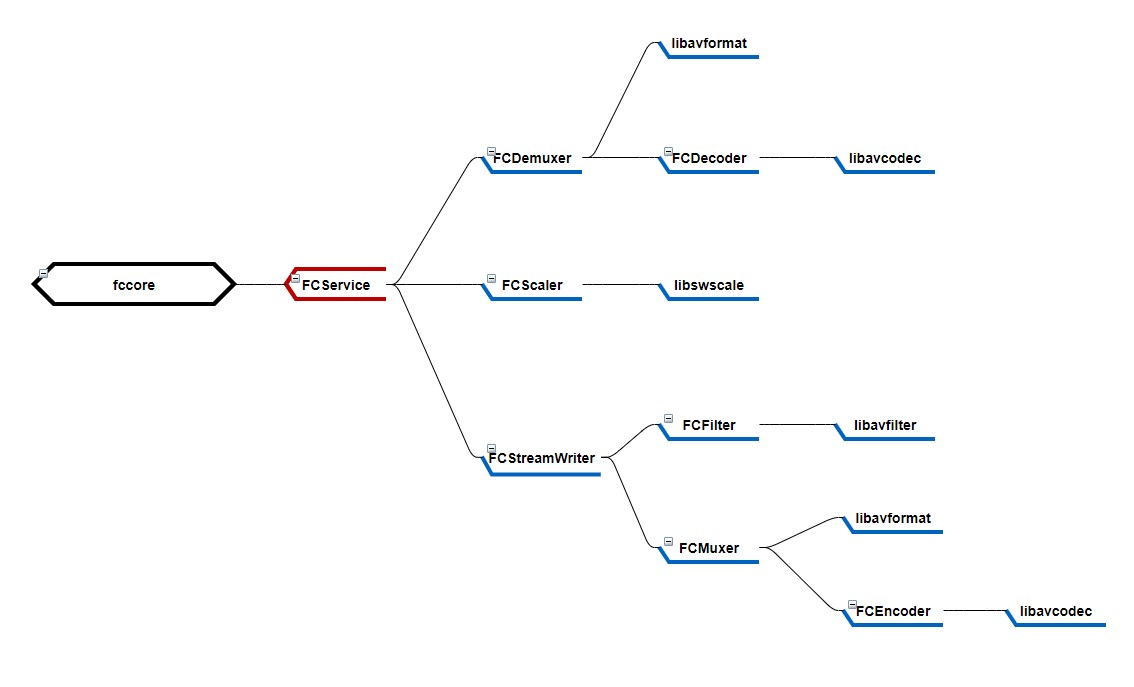 libavformat
FCDemuxer
FCDecoder
libavcodec
fccore
FCService
FCScaler
libswscale
FCFilter
libavfilter
FCStreamWriter
libavformat
FCMuxer
FCEncoder
libavcodec